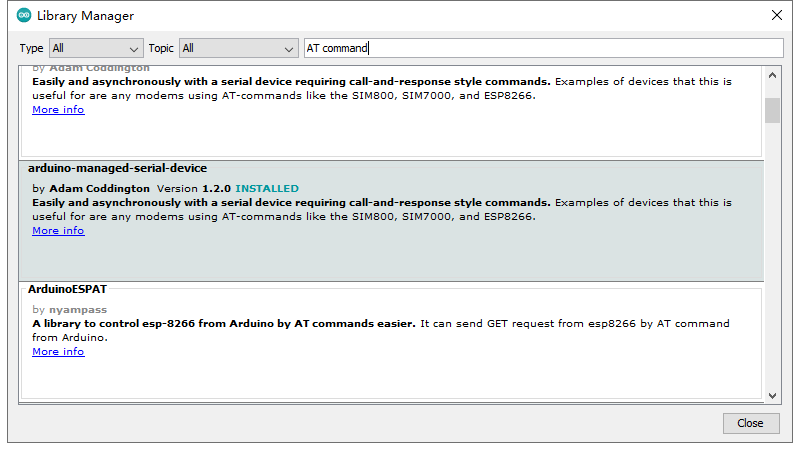 Library Manager
Type All Topic All AT command
by Adam Coddington
Easily and asynchronously with a serial device requiring call-and-response style commands. Examples of devices that this is
useful for are any modems using AT-commands like the SIM800, SIM7000, and ESP8266.
More info
arduino-managed-serial-device
by Adam Coddington Version 1.2.0 INSTALLED
Easily and asynchronously with a serial device requiring call-and-response style commands. Examples of devices that this is
useful for are any modems using AT-commands like the SIM800, SIM7000, and ESP8266.
More info
ArduinoESPAT
by nyampass
A library to control esp-8266 from Arduino by AT commands easier. It can send GET request from esp8266 by AT command
from Arduino.
More info
Close